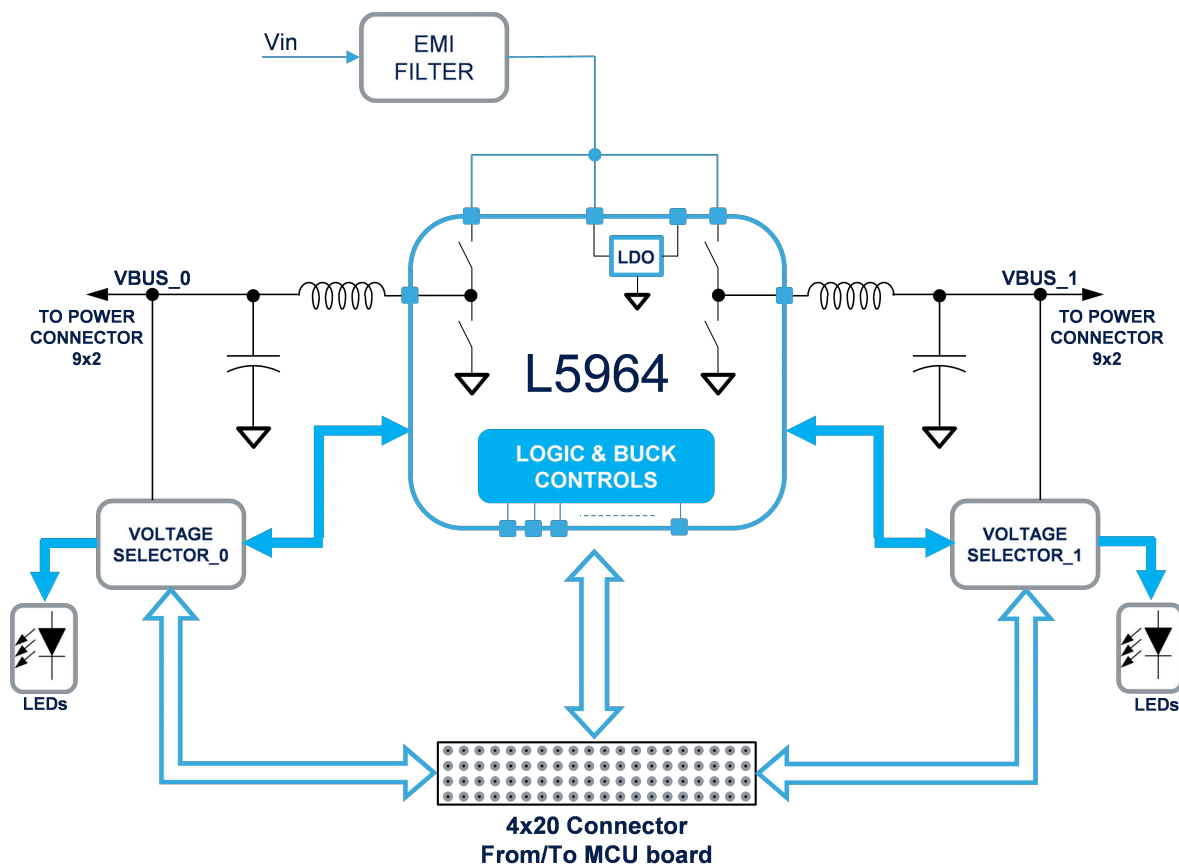 Vin
EMI
FILTER
LDO
VBUS_0
VBUS_1
TO POWER
CONNECTOR
9x2
TO POWER
CONNECTOR
9x2
L5964
LOGIC & BUCK
CONTROLS
VOLTAGE
SELECTOR_0
VOLTAGE
SELECTOR_1
LEDs
LEDs
4x20 Connector
From/To MCU board